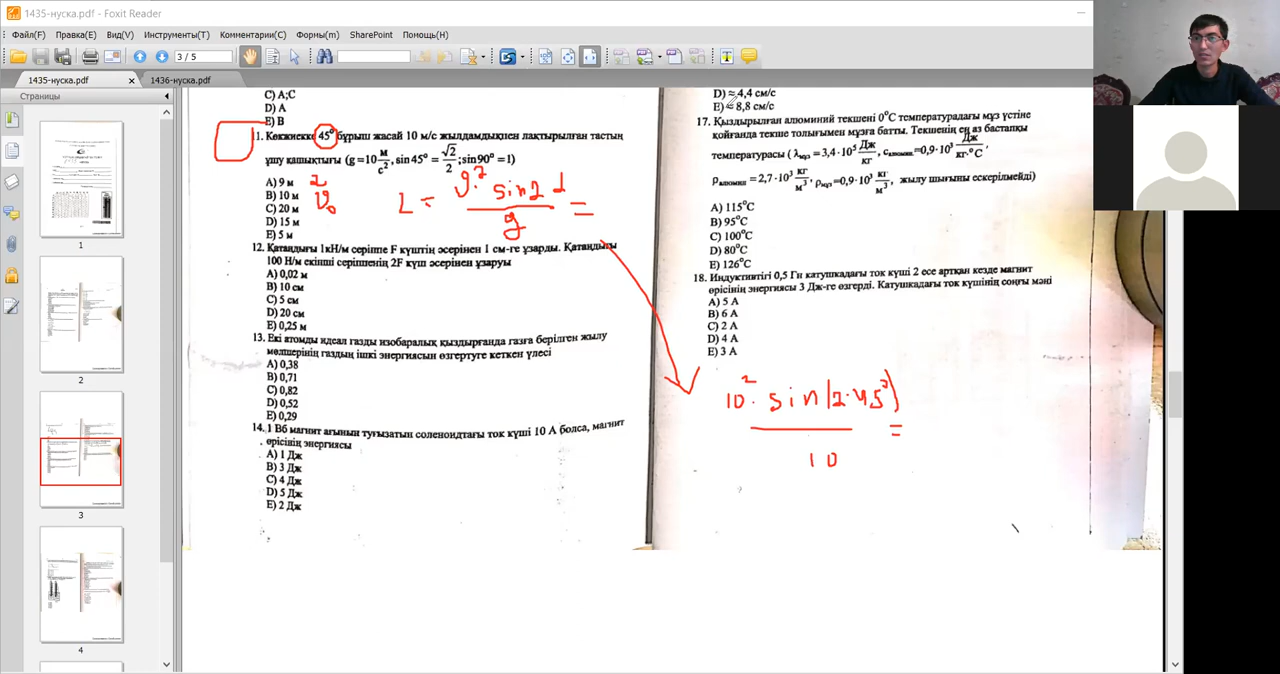 1435-нуска.pdf - Foxit Reader
Файл(F) Правка(E) Вид(V) Инструменты(T) Комментарии(C) Формы(m) SharePoint Помощь(H)
3 / 5
1435-нуска.pdf × 1436-нуска.pdf
Страницы
1
2
3
4
C) A;C
D) A
E) B
1. Көкжиекке 45° бұрыш жасай 10 м/с жылдамдықпен лақтырылған тастың
ұшу қашықтығы (g=10 м/с², sin 45° = √2/2; sin90° = 1)
A) 9 м
B) 10 м
C) 20 м
D) 15 м
E) 5 м
L = υ₀² sin2α / g =
12. Қатаңдығы 1кН/м серіппе F күштің әсерінен 1 см-ге ұзарды. Қатаңдығы
100 Н/м екінші серіппенің 2F күш әсерінен ұзаруы
A) 0,02 м
B) 10 см
C) 5 см
D) 20 см
E) 0,25 м
13. Екі атомды идеал газды изобаралық қыздырғанда газға берілген жылу
мөлшерінің газдың ішкі энергиясын өзгертуге кеткен үлесі
A) 0,38
B) 0,71
C) 0,82
D) 0,52
E) 0,29
14. 1 Вб магнит ағынын туғызатын соленоидтағы ток күші 10 А болса, магнит
өрісінің энергиясы
A) 1 Дж
B) 3 Дж
C) 4 Дж
D) 5 Дж
E) 2 Дж
D) ≈ 4,4 см/с
E) ≈ 8,8 см/с
17. Қыздырылған алюминий текшені 0°C температурадағы мұз үстіне
қойғанда текше толығымен мұзға батты. Текшенің ең аз бастапқы
температурасы (λмұз = 3,4·10⁵ Дж/кг, cалюмин = 0,9·10³ Дж/кг·°C,
ρалюмин = 2,7·10³ кг/м³, ρмұз = 0,9·10³ кг/м³, жылу шығыны ескерілмейді)
A) 115°C
B) 95°C
C) 100°C
D) 80°C
E) 126°C
18. Индуктивтігі 0,5 Гн катушкадағы ток күші 2 есе артқан кезде магнит
өрісінің энергиясы 3 Дж-ге өзгерді. Катушкадағы ток күшінің соңғы мәні
A) 5 А
B) 6 А
C) 2 А
D) 4 А
E) 3 А
10² · sin(2·45°) / 10 =